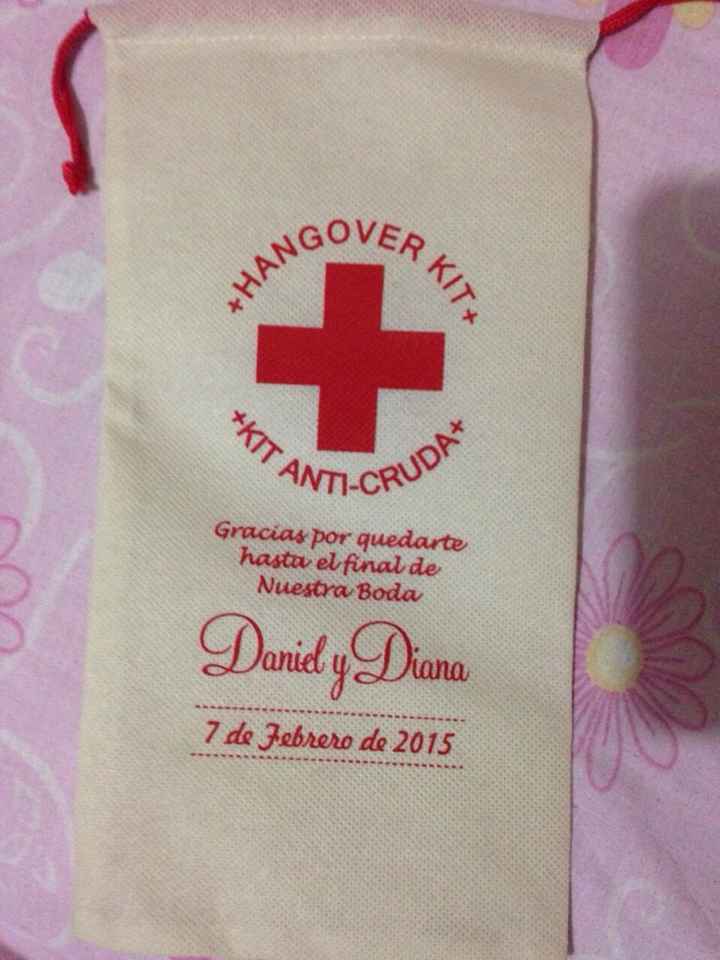 +HANGOVER KIT+
+KIT ANTI-CRUDA+
Gracias por quedarte
hasta el final de
Nuestra Boda
Daniel y Diana
7 de Febrero de 2015